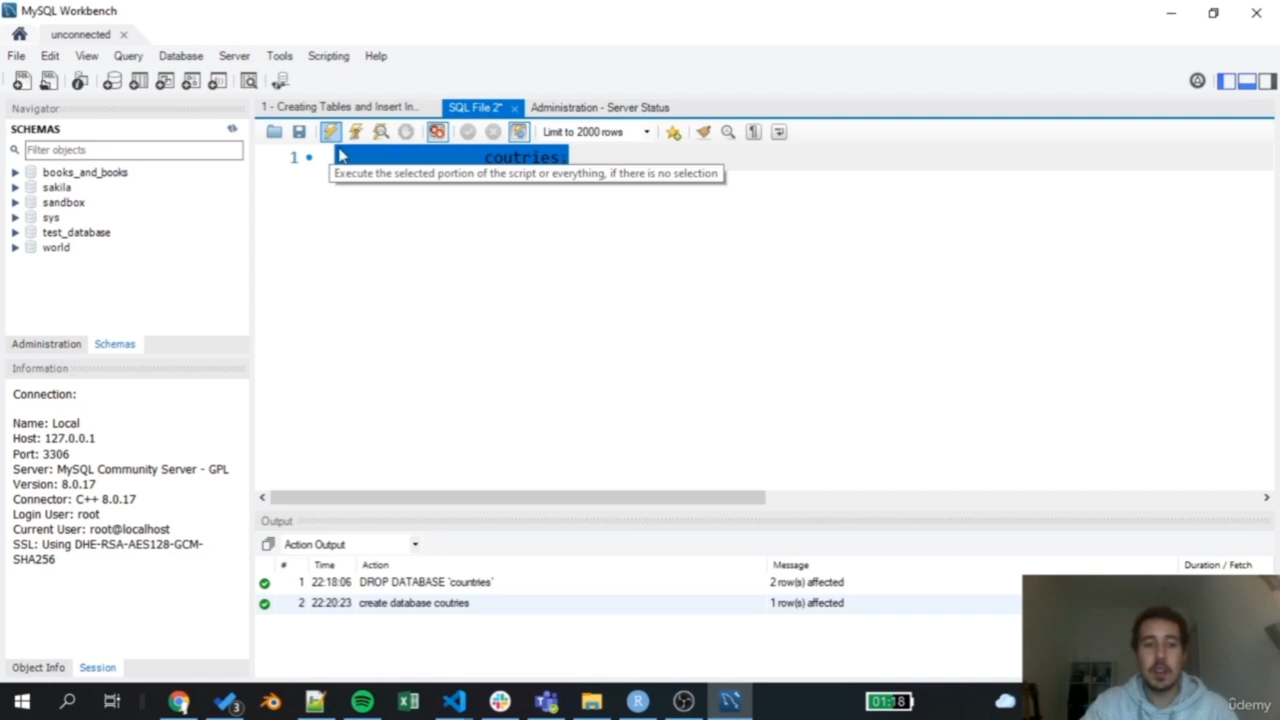 MySQL Workbench
unconnected
File Edit View Query Database Server Tools Scripting Help
Navigator
SCHEMAS
Filter objects
books_and_books
sakila
sandbox
sys
test_database
world
Administration Schemas
Information
Connection:
Name: Local
Host: 127.0.0.1
Port: 3306
Server: MySQL Community Server - GPL
Version: 8.0.17
Connector: C++ 8.0.17
Login User: root
Current User: root@localhost
SSL: Using DHE-RSA-AES128-GCM-
SHA256
Object Info Session
1 - Creating Tables and Insert In... SQL File 2* Administration - Server Status
Limit to 2000 rows
1 coutries;
Execute the selected portion of the script or everything, if there is no selection
Output
Action Output
# Time Action Message Duration / Fetch
1 22:18:06 DROP DATABASE `countries` 2 row(s) affected
2 22:20:23 create database coutries 1 row(s) affected
3
01:18
ûdemy